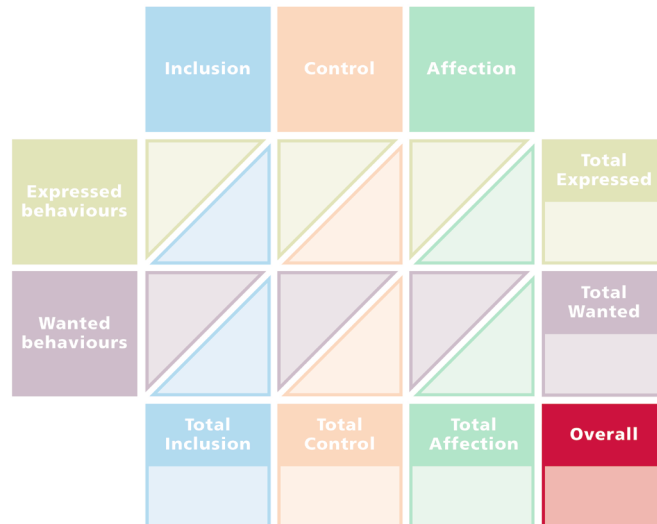 Inclusion
Control
Affection
Expressed
behaviours
Total
Expressed
Wanted
behaviours
Total
Wanted
Total
Inclusion
Total
Control
Total
Affection
Overall